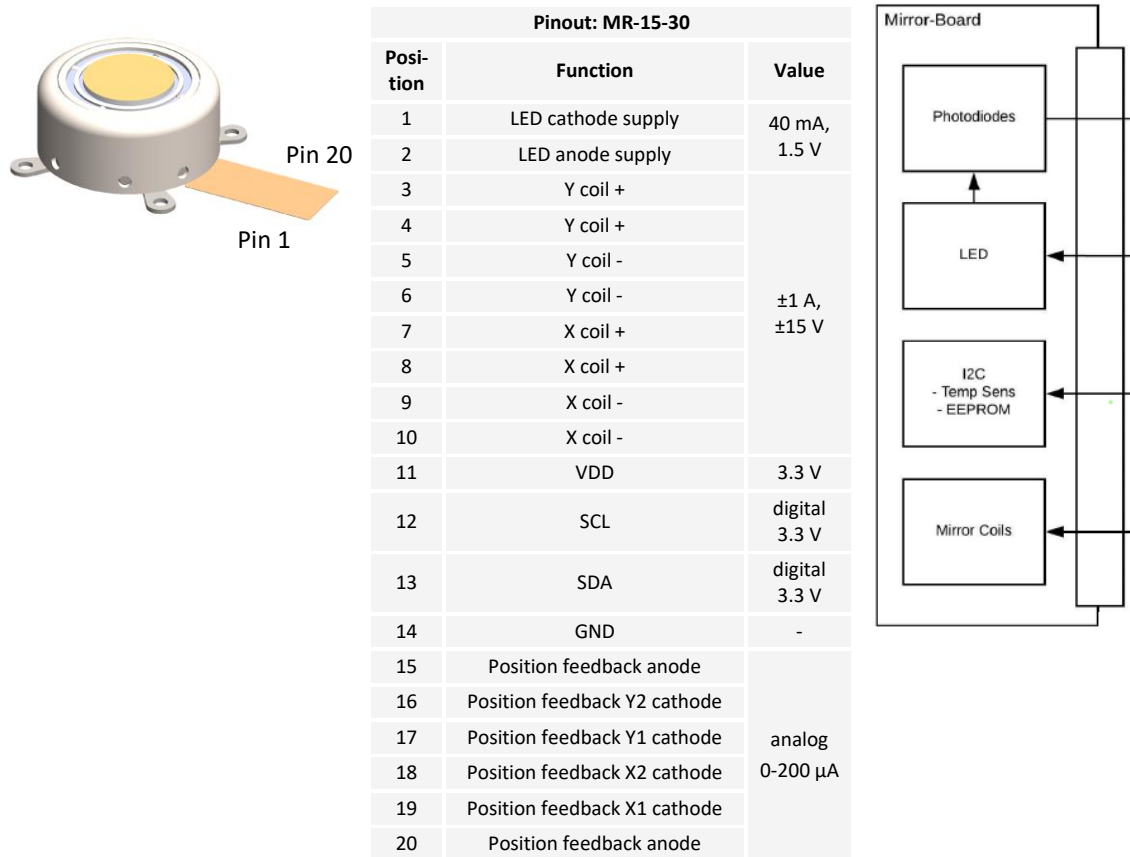 Pin 20
Pin 1
Pinout: MR-15-30
Posi-
tion Function Value
1 LED cathode supply 40 mA,
1.5 V
2 LED anode supply
3 Y coil + ±1 A,
±15 V
4 Y coil +
5 Y coil -
6 Y coil -
7 X coil +
8 X coil +
9 X coil -
10 X coil -
11 VDD 3.3 V
12 SCL digital
3.3 V
13 SDA digital
3.3 V
14 GND -
15 Position feedback anode analog
0-200 µA
16 Position feedback Y2 cathode
17 Position feedback Y1 cathode
18 Position feedback X2 cathode
19 Position feedback X1 cathode
20 Position feedback anode
Mirror-Board
Photodiodes
LED
I2C
- Temp Sens
- EEPROM
Mirror Coils